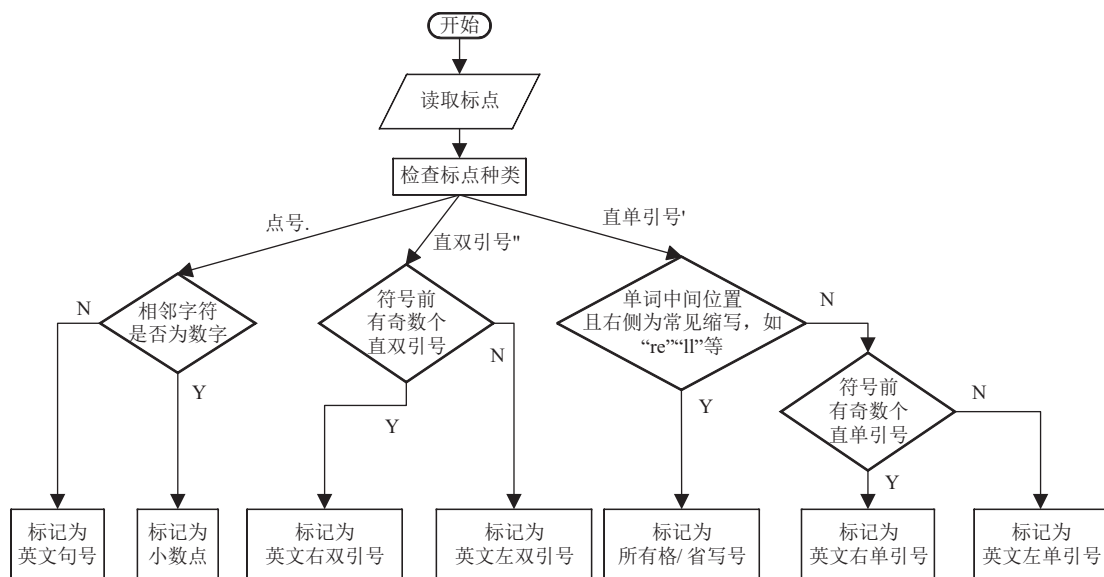 开始
读取标点
检查标点种类
点号.
直双引号"
直单引号'
相邻字符
是否为数字
N
Y
符号前
有奇数个
直双引号
N
Y
单词中间位置
且右侧为常见缩写，如
“re”“ll”等
N
Y
符号前
有奇数个
直单引号
N
Y
标记为
英文句号
标记为
小数点
标记为
英文右双引号
标记为
英文左双引号
标记为
所有格/省写号
标记为
英文右单引号
标记为
英文左单引号